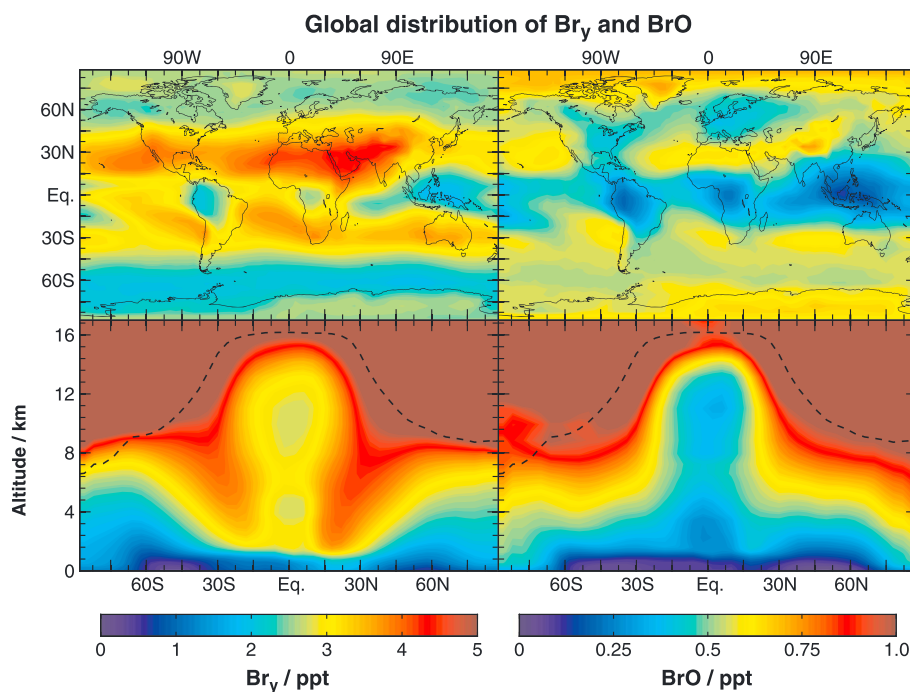 Global distribution of Bry and BrO
90W 0 90E 90W 0 90E
60N
30N
Eq.
30S
60S
16
12
8
4
0
Altitude / km
60S 30S Eq. 30N 60N 60S 30S Eq. 30N 60N
0 1 2 3 4 5 0 0.25 0.50 0.75 1.0
Bry / ppt BrO / ppt